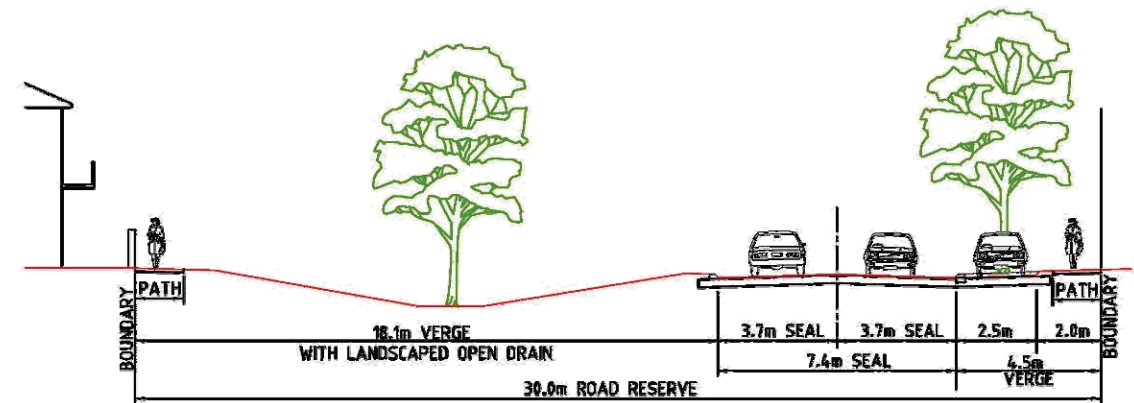 BOUNDARY
PATH
PATH
BOUNDARY
18.1m VERGE
WITH LANDSCAPED OPEN DRAIN
3.7m SEAL
3.7m SEAL
2.5m
2.0m
7.4m SEAL
4.5m
VERGE
30.0m ROAD RESERVE